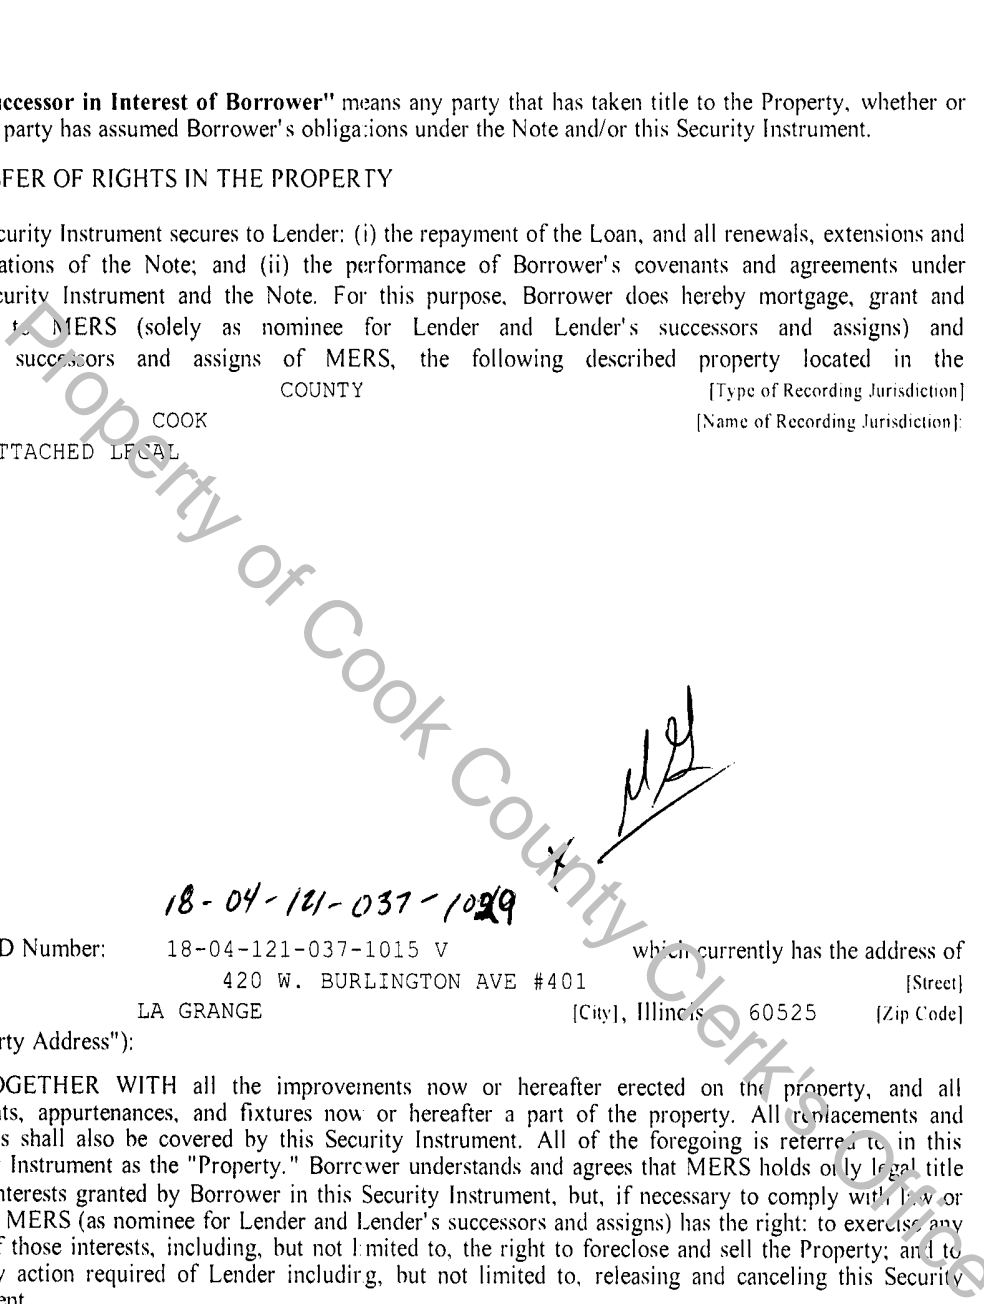 ccessor in Interest of Borrower" means any party that has taken title to the Property, whether or
party has assumed Borrower's obligations under the Note and/or this Security Instrument.
FER OF RIGHTS IN THE PROPERTY
curity Instrument secures to Lender: (i) the repayment of the Loan, and all renewals, extensions and
ations of the Note; and (ii) the performance of Borrower's covenants and agreements under
curity Instrument and the Note. For this purpose, Borrower does hereby mortgage, grant and
to MERS (solely as nominee for Lender and Lender's successors and assigns) and
successors and assigns of MERS, the following described property located in the
COUNTY [Type of Recording Jurisdiction]
COOK [Name of Recording Jurisdiction]:
TTACHED LEGAL
MG
x
18-04-121-037-1029
D Number: 18-04-121-037-1015 V which currently has the address of
420 W. BURLINGTON AVE #401 [Street]
LA GRANGE [City], Illinois 60525 [Zip Code]
rty Address"):
OGETHER WITH all the improvements now or hereafter erected on the property, and all
ts, appurtenances, and fixtures now or hereafter a part of the property. All replacements and
s shall also be covered by this Security Instrument. All of the foregoing is referred to in this
Instrument as the "Property." Borrower understands and agrees that MERS holds only legal title
nterests granted by Borrower in this Security Instrument, but, if necessary to comply with law or
MERS (as nominee for Lender and Lender's successors and assigns) has the right: to exercise any
f those interests, including, but not limited to, the right to foreclose and sell the Property; and to
y action required of Lender including, but not limited to, releasing and canceling this Security
ent.
Property of Cook County Clerk's Office